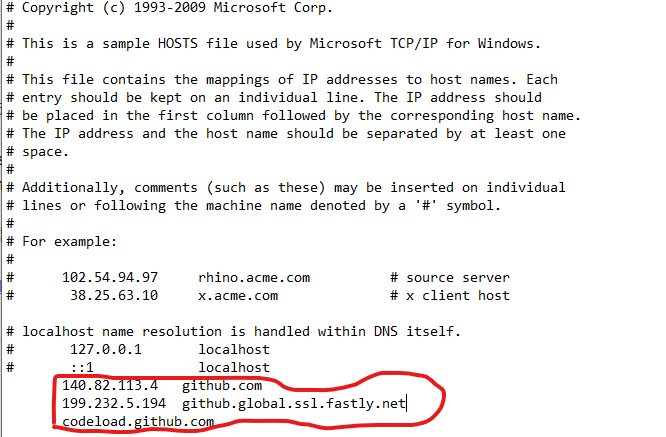 # Copyright (c) 1993-2009 Microsoft Corp.
#
# This is a sample HOSTS file used by Microsoft TCP/IP for Windows.
#
# This file contains the mappings of IP addresses to host names. Each
# entry should be kept on an individual line. The IP address should
# be placed in the first column followed by the corresponding host name.
# The IP address and the host name should be separated by at least one
# space.
#
# Additionally, comments (such as these) may be inserted on individual
# lines or following the machine name denoted by a '#' symbol.
#
# For example:
#
#      102.54.94.97     rhino.acme.com          # source server
#       38.25.63.10     x.acme.com              # x client host

# localhost name resolution is handled within DNS itself.
#       127.0.0.1       localhost
#       ::1             localhost
       140.82.113.4   github.com
       199.232.5.194  github.global.ssl.fastly.net
       codeload.github.com